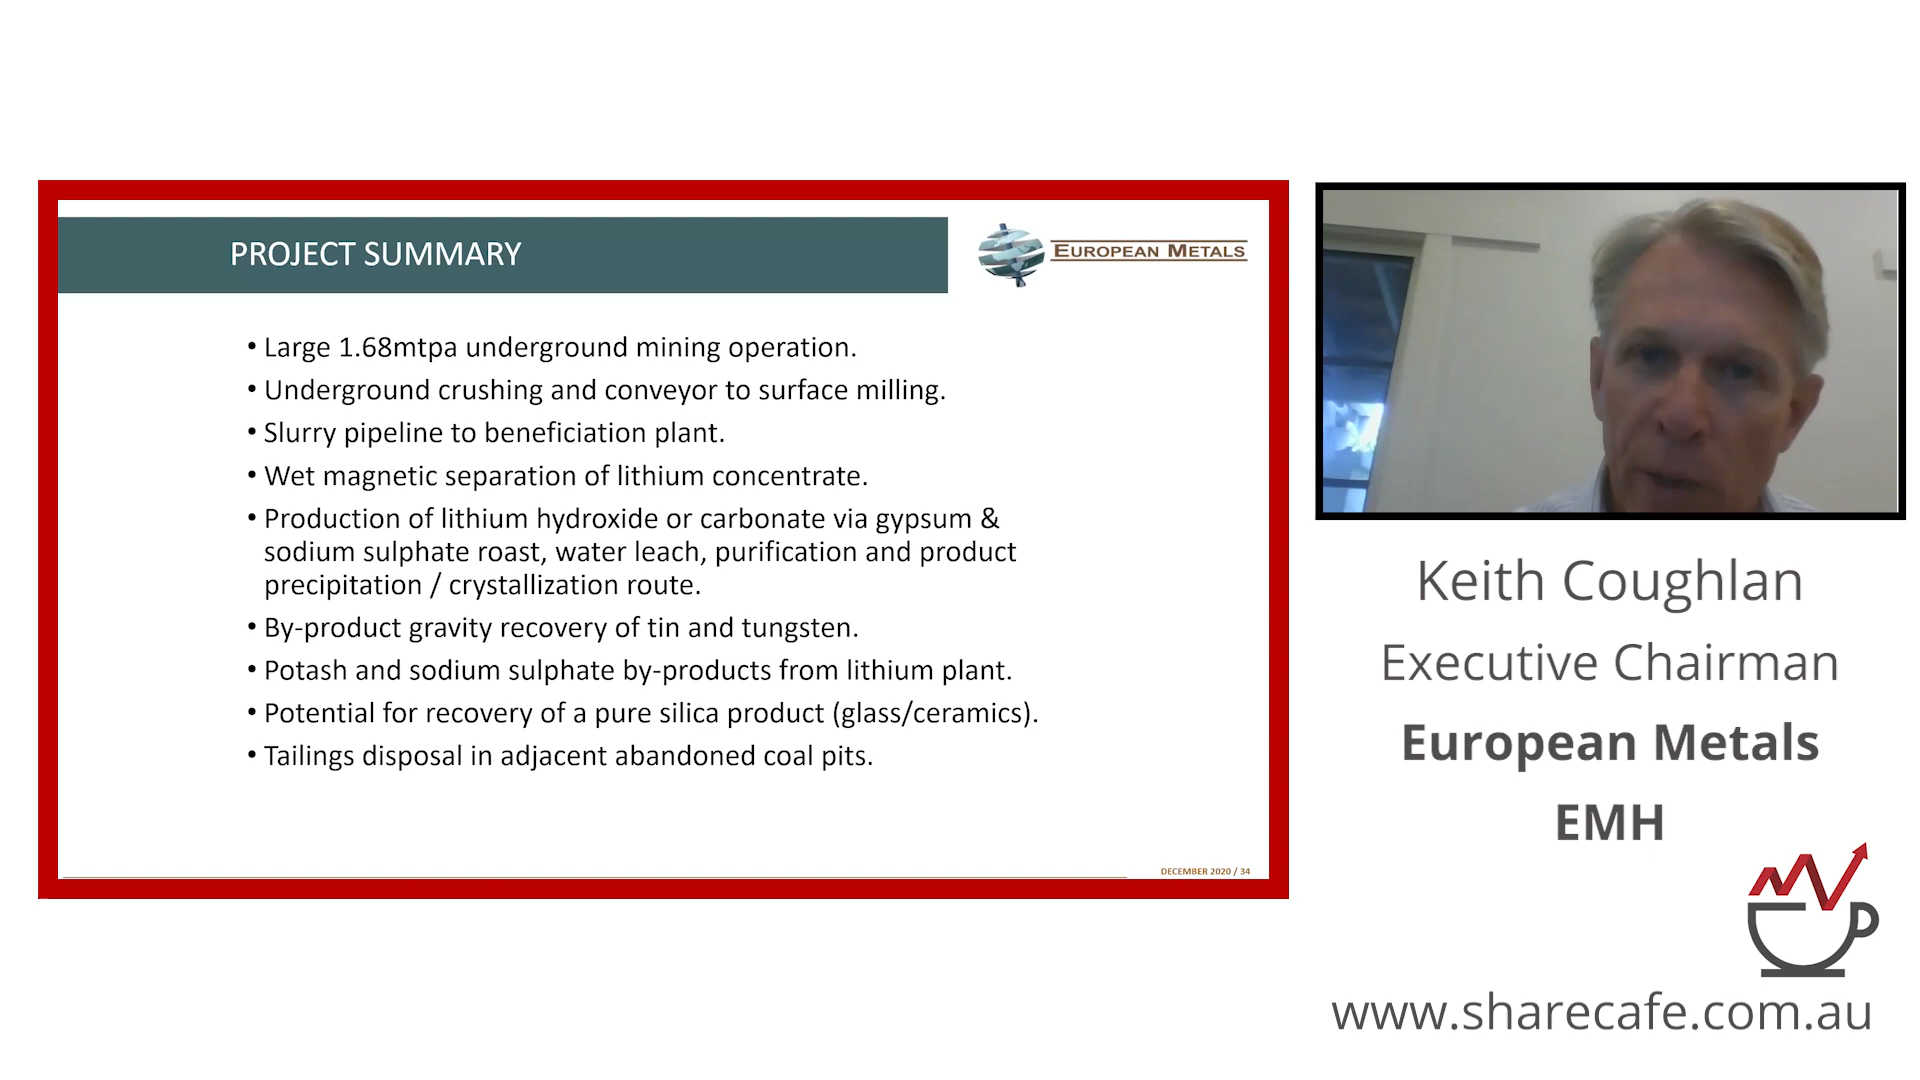 PROJECT SUMMARY
EUROPEAN METALS
• Large 1.68mtpa underground mining operation.
• Underground crushing and conveyor to surface milling.
• Slurry pipeline to beneficiation plant.
• Wet magnetic separation of lithium concentrate.
• Production of lithium hydroxide or carbonate via gypsum &
sodium sulphate roast, water leach, purification and product
precipitation / crystallization route.
• By-product gravity recovery of tin and tungsten.
• Potash and sodium sulphate by-products from lithium plant.
• Potential for recovery of a pure silica product (glass/ceramics).
• Tailings disposal in adjacent abandoned coal pits.
DECEMBER 2020 / 34
Keith Coughlan
Executive Chairman
European Metals
EMH
www.sharecafe.com.au